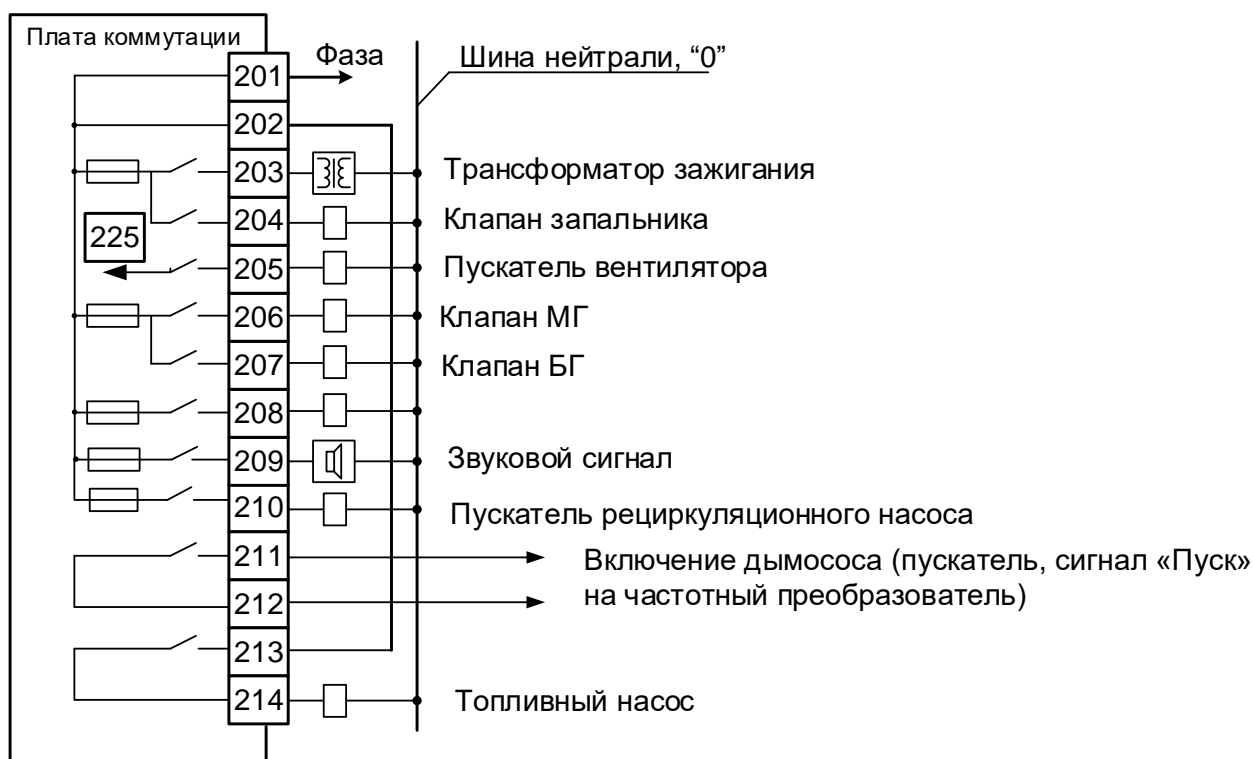 Плата коммутации
Фаза
Шина нейтрали, “0”
201
202
203
Трансформатор зажигания
204
Клапан запальника
225
205
Пускатель вентилятора
206
Клапан МГ
207
Клапан БГ
208
209
Звуковой сигнал
210
Пускатель рециркуляционного насоса
211
Включение дымососа (пускатель, сигнал «Пуск»
на частотный преобразователь)
212
213
214
Топливный насос